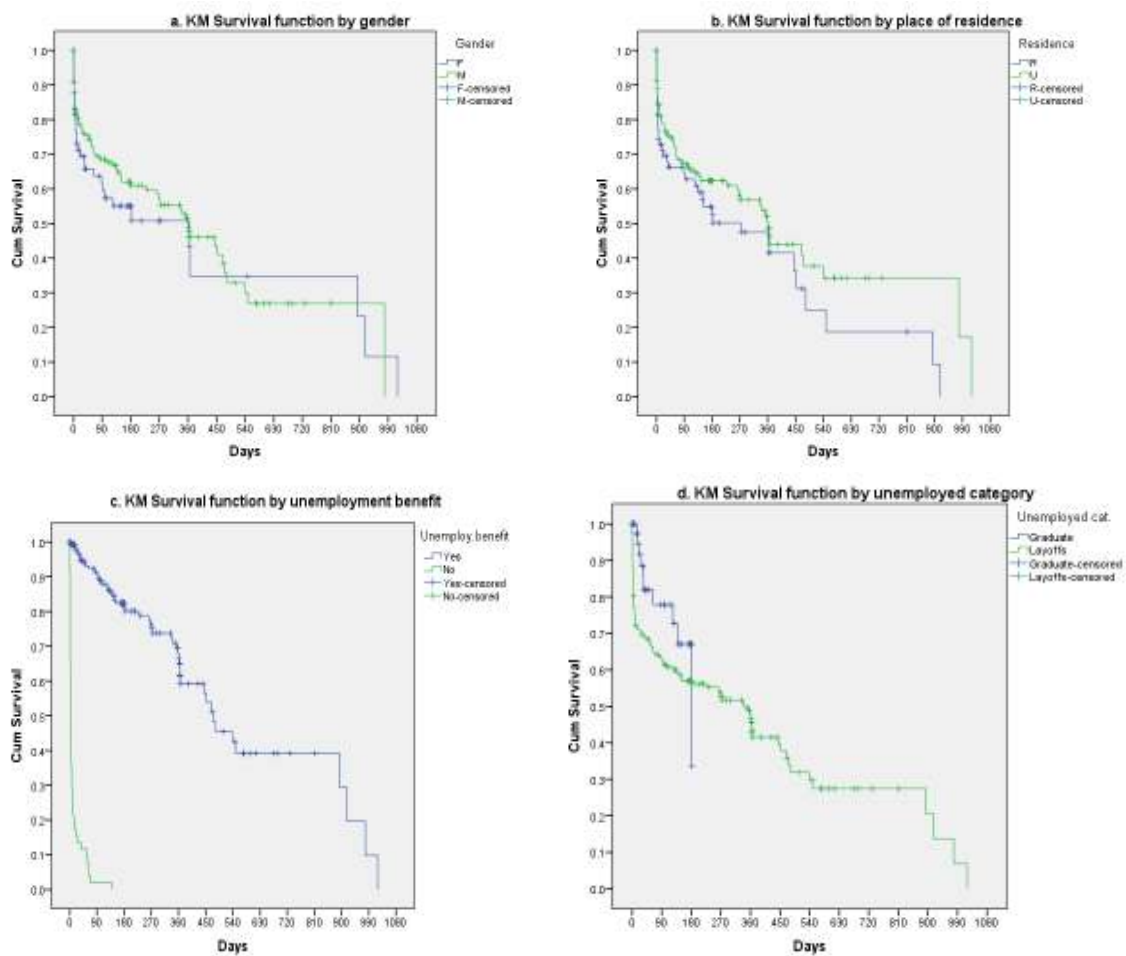 a. KM Survival function by gender
Gender
F
M
F-censored
M-censored
1.0
0.9
0.8
0.7
0.6
0.5
0.4
0.3
0.2
0.1
0.0
Cum Survival
0 90 180 270 360 450 540 630 720 810 900 990 1080
Days
b. KM Survival function by place of residence
Residence
R
U
R-censored
U-censored
1.0
0.9
0.8
0.7
0.6
0.5
0.4
0.3
0.2
0.1
0.0
Cum Survival
0 90 180 270 360 450 540 630 720 810 900 990 1080
Days
c. KM Survival function by unemployment benefit
Unemploy.benefit
Yes
No
Yes-censored
No-censored
1.0
0.9
0.8
0.7
0.6
0.5
0.4
0.3
0.2
0.1
0.0
Cum Survival
0 90 180 270 360 450 540 630 720 810 900 990 1080
Days
d. KM Survival function by unemployed category
Unemployed cat.
Graduate
Layoffs
Graduate-censored
Layoffs-censored
1.0
0.9
0.8
0.7
0.6
0.5
0.4
0.3
0.2
0.1
0.0
Cum Survival
0 90 180 270 360 450 540 630 720 810 900 990 1080
Days